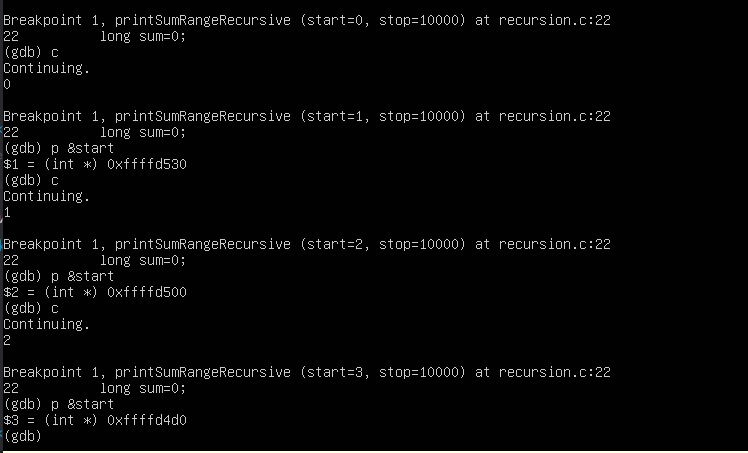 Breakpoint 1, printSumRangeRecursive (start=0, stop=10000) at recursion.c:22
22          long sum=0;
(gdb) c
Continuing.
0
Breakpoint 1, printSumRangeRecursive (start=1, stop=10000) at recursion.c:22
22          long sum=0;
(gdb) p &start
$1 = (int *) 0xffffd530
(gdb) c
Continuing.
1
Breakpoint 1, printSumRangeRecursive (start=2, stop=10000) at recursion.c:22
22          long sum=0;
(gdb) p &start
$2 = (int *) 0xffffd500
(gdb) c
Continuing.
2
Breakpoint 1, printSumRangeRecursive (start=3, stop=10000) at recursion.c:22
22          long sum=0;
(gdb) p &start
$3 = (int *) 0xffffd4d0
(gdb)